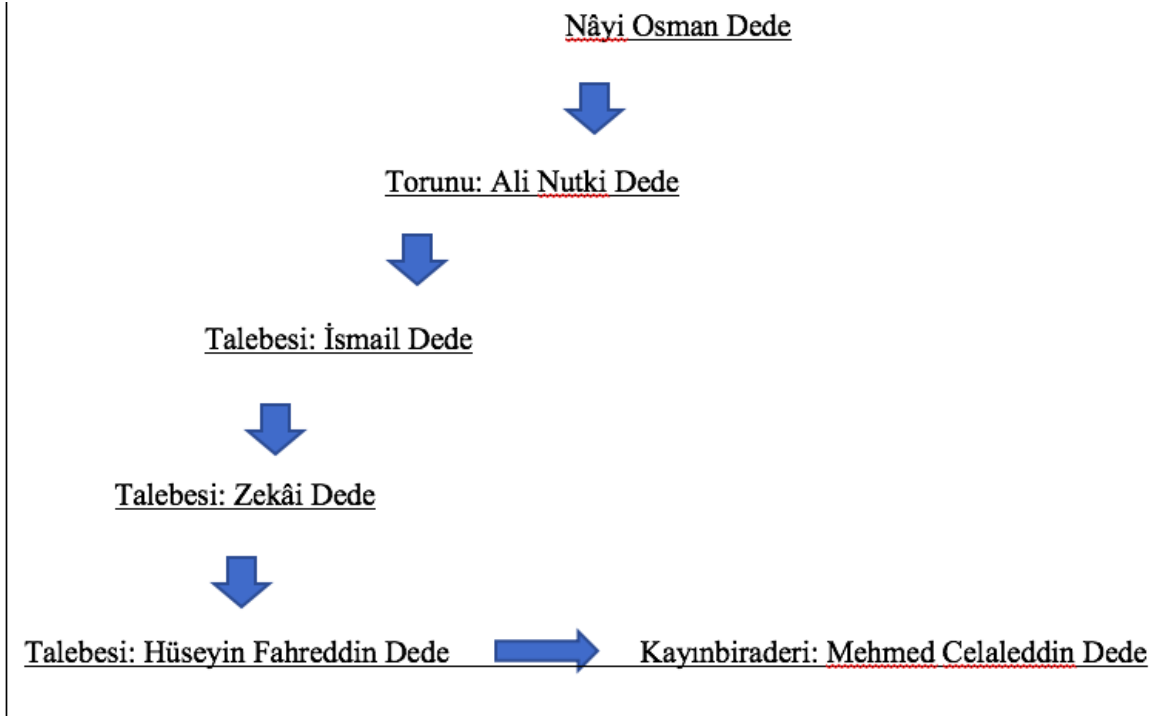 Nâyi Osman Dede
Torunu: Ali Nutki Dede
Talebesi: İsmail Dede
Talebesi: Zekâi Dede
Talebesi: Hüseyin Fahreddin Dede Kayınbiraderi: Mehmed Celaleddin Dede